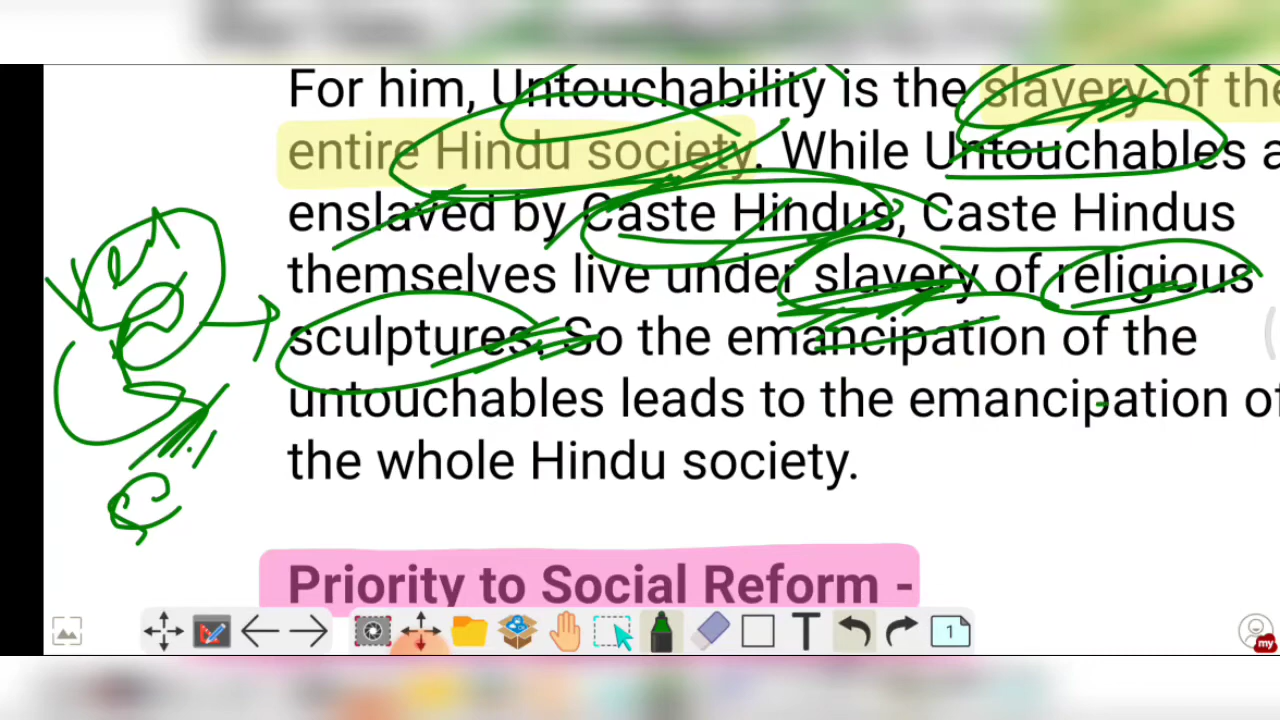 For him, Untouchability is the slavery of the
entire Hindu society. While Untouchables a
enslaved by Caste Hindus, Caste Hindus
themselves live under slavery of religious
sculptures. So the emancipation of the
untouchables leads to the emancipation of
the whole Hindu society.
Priority to Social Reform -
T
1
my